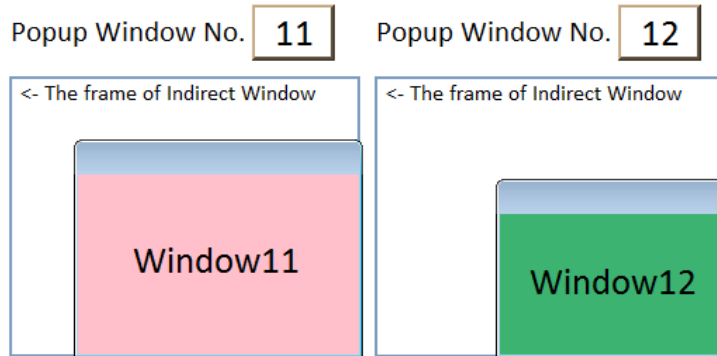 Popup Window No. 11
<- The frame of Indirect Window
Window11
Popup Window No. 12
<- The frame of Indirect Window
Window12